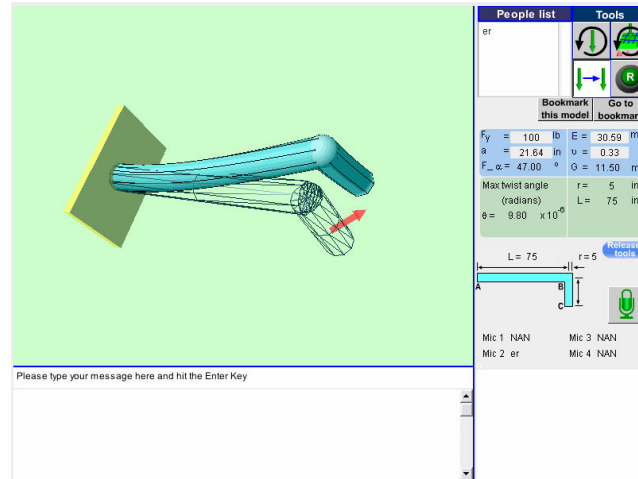 People list
Tools
er
R
Bookmark this model
Go to
Fy = 100 lb
E = 30.59
a = 21.64 in
υ = 0.33
F_α = 47.00 °
G = 11.50
Max twist angle
(radians)
θ = 9.80 x10-6
r = 5 in
L = 75 in
Release tools
L = 75
r = 5
A
B
C
Mic 1 NAN
Mic 3 NAN
Mic 2 er
Mic 4 NAN
Please type your message here and hit the Enter Key